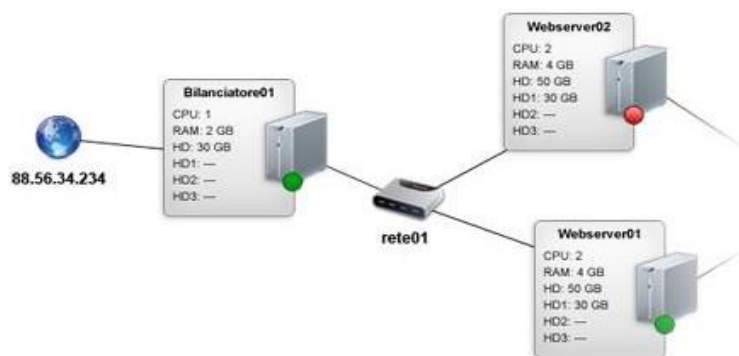 Webserver02
CPU: 2
RAM: 4 GB
HD: 50 GB
HD1: 30 GB
HD2: ---
HD3: ---
Bilanciatore01
CPU: 1
RAM: 2 GB
HD: 30 GB
HD1: ---
HD2: ---
HD3: ---
88.56.34.234
rete01
Webserver01
CPU: 2
RAM: 4 GB
HD: 50 GB
HD1: 30 GB
HD2: ---
HD3: ---